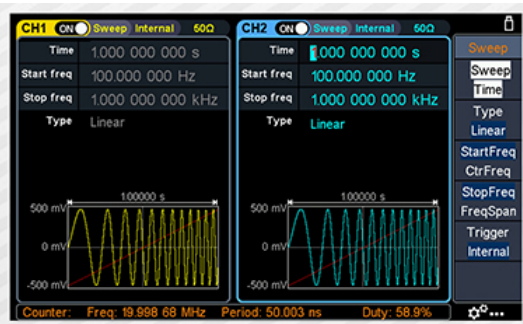 CH1 ON Sweep Internal 50Ω
Time 1.000 000 000 s
Start freq 100.000 000 Hz
Stop freq 1.000 000 000 kHz
Type Linear
1.00000 s
500 mV
0 mV
-500 mV
CH2 ON Sweep Internal 50Ω
Time 1.000 000 000 s
Start freq 100.000 000 Hz
Stop freq 1.000 000 000 kHz
Type Linear
1.00000 s
500 mV
0 mV
-500 mV
Sweep
Sweep
Time
Type
Linear
StartFreq
CtrFreq
StopFreq
FreqSpan
Trigger
Internal
Counter: Freq: 19.998 68 MHz Period: 50.003 ns Duty: 58.9%